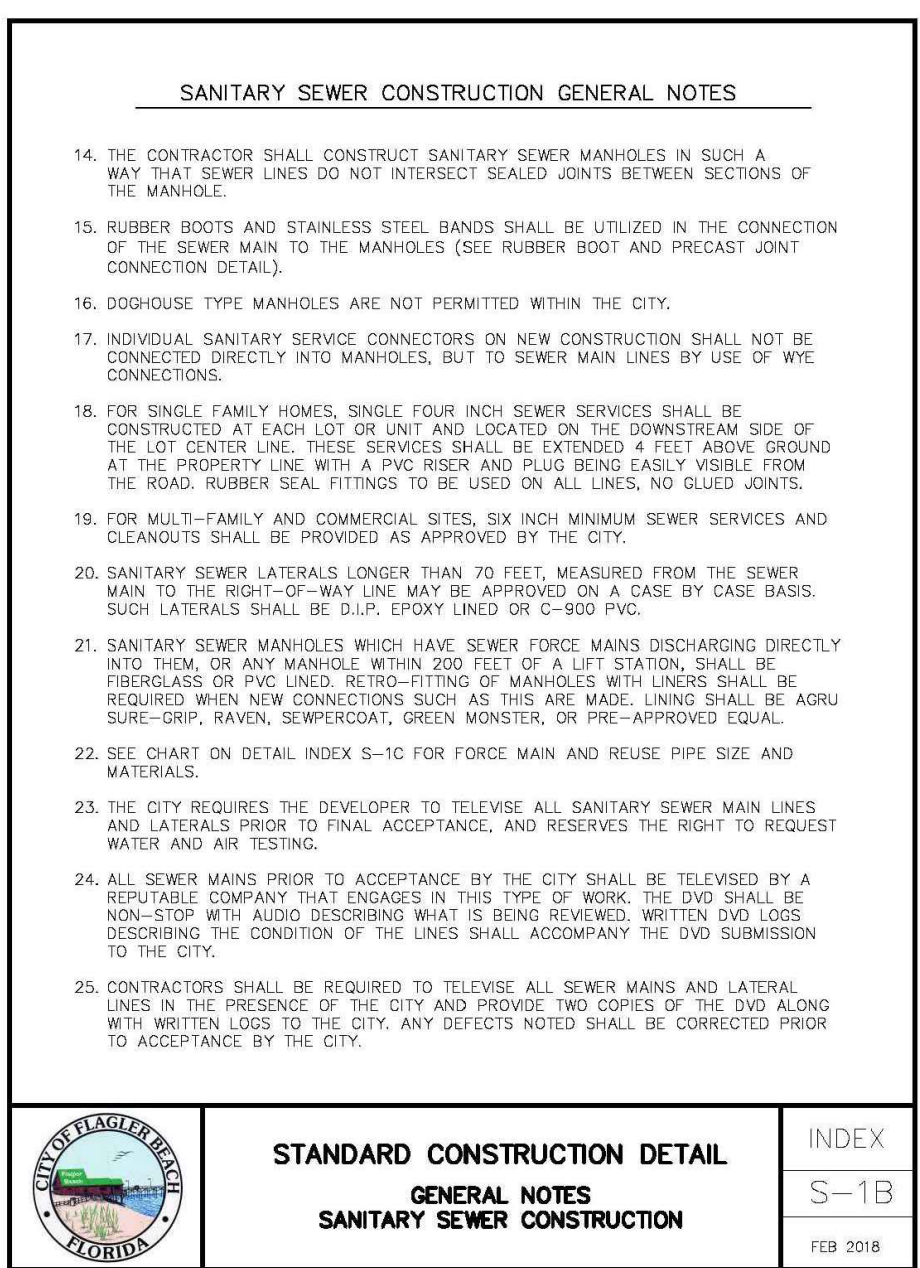 SANITARY SEWER CONSTRUCTION GENERAL NOTES
14. THE CONTRACTOR SHALL CONSTRUCT SANITARY SEWER MANHOLES IN SUCH A
WAY THAT SEWER LINES DO NOT INTERSECT SEALED JOINTS BETWEEN SECTIONS OF
THE MANHOLE.
15. RUBBER BOOTS AND STAINLESS STEEL BANDS SHALL BE UTILIZED IN THE CONNECTION
OF THE SEWER MAIN TO THE MANHOLES (SEE RUBBER BOOT AND PRECAST JOINT
CONNECTION DETAIL).
16. DOGHOUSE TYPE MANHOLES ARE NOT PERMITTED WITHIN THE CITY.
17. INDIVIDUAL SANITARY SERVICE CONNECTORS ON NEW CONSTRUCTION SHALL NOT BE
CONNECTED DIRECTLY INTO MANHOLES, BUT TO SEWER MAIN LINES BY USE OF WYE
CONNECTIONS.
18. FOR SINGLE FAMILY HOMES, SINGLE FOUR INCH SEWER SERVICES SHALL BE
CONSTRUCTED AT EACH LOT OR UNIT AND LOCATED ON THE DOWNSTREAM SIDE OF
THE LOT CENTER LINE. THESE SERVICES SHALL BE EXTENDED 4 FEET ABOVE GROUND
AT THE PROPERTY LINE WITH A PVC RISER AND PLUG BEING EASILY VISIBLE FROM
THE ROAD. RUBBER SEAL FITTINGS TO BE USED ON ALL LINES, NO GLUED JOINTS.
19. FOR MULTI-FAMILY AND COMMERCIAL SITES, SIX INCH MINIMUM SEWER SERVICES AND
CLEANOUTS SHALL BE PROVIDED AS APPROVED BY THE CITY.
20. SANITARY SEWER LATERALS LONGER THAN 70 FEET, MEASURED FROM THE SEWER
MAIN TO THE RIGHT-OF-WAY LINE MAY BE APPROVED ON A CASE BY CASE BASIS.
SUCH LATERALS SHALL BE D.I.P. EPOXY LINED OR C-900 PVC.
21. SANITARY SEWER MANHOLES WHICH HAVE SEWER FORCE MAINS DISCHARGING DIRECTLY
INTO THEM, OR ANY MANHOLE WITHIN 200 FEET OF A LIFT STATION, SHALL BE
FIBERGLASS OR PVC LINED. RETRO-FITTING OF MANHOLES WITH LINERS SHALL BE
REQUIRED WHEN NEW CONNECTIONS SUCH AS THIS ARE MADE. LINING SHALL BE AGRU
SURE-GRIP, RAVEN, SEWPERCOAT, GREEN MONSTER, OR PRE-APPROVED EQUAL.
22. SEE CHART ON DETAIL INDEX S-1C FOR FORCE MAIN AND REUSE PIPE SIZE AND
MATERIALS.
23. THE CITY REQUIRES THE DEVELOPER TO TELEVISE ALL SANITARY SEWER MAIN LINES
AND LATERALS PRIOR TO FINAL ACCEPTANCE, AND RESERVES THE RIGHT TO REQUEST
WATER AND AIR TESTING.
24. ALL SEWER MAINS PRIOR TO ACCEPTANCE BY THE CITY SHALL BE TELEVISED BY A
REPUTABLE COMPANY THAT ENGAGES IN THIS TYPE OF WORK. THE DVD SHALL BE
NON-STOP WITH AUDIO DESCRIBING WHAT IS BEING REVIEWED. WRITTEN DVD LOGS
DESCRIBING THE CONDITION OF THE LINES SHALL ACCOMPANY THE DVD SUBMISSION
TO THE CITY.
25. CONTRACTORS SHALL BE REQUIRED TO TELEVISE ALL SEWER MAINS AND LATERAL
LINES IN THE PRESENCE OF THE CITY AND PROVIDE TWO COPIES OF THE DVD ALONG
WITH WRITTEN LOGS TO THE CITY. ANY DEFECTS NOTED SHALL BE CORRECTED PRIOR
TO ACCEPTANCE BY THE CITY.
CITY OF FLAGLER BEACH
Flagler
Beach
FLORIDA
STANDARD CONSTRUCTION DETAIL
GENERAL NOTES
SANITARY SEWER CONSTRUCTION
INDEX
S-1B
FEB 2018